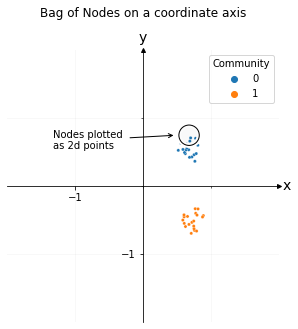 Bag of Nodes on a coordinate axis
y
Community
0
1
Nodes plotted
as 2d points
x
−1
−1